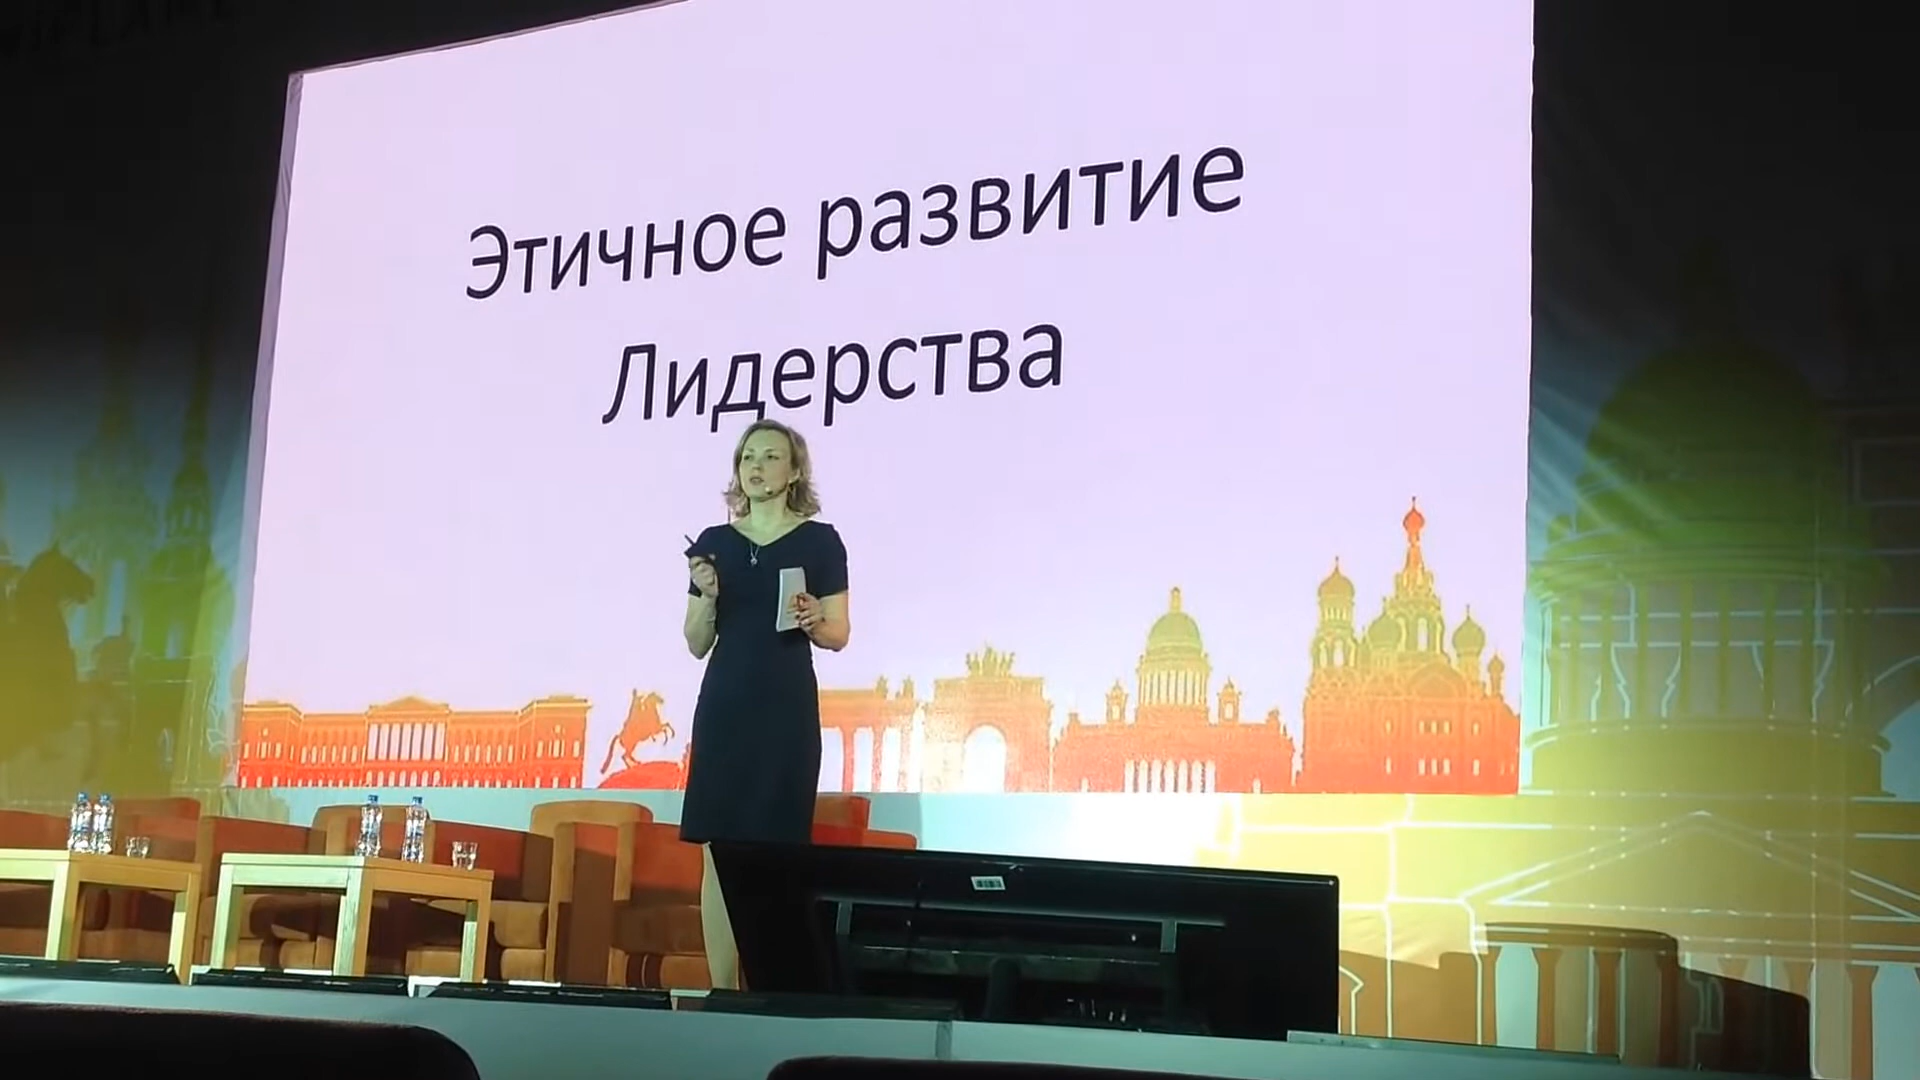 Этичное развитие
Лидерства